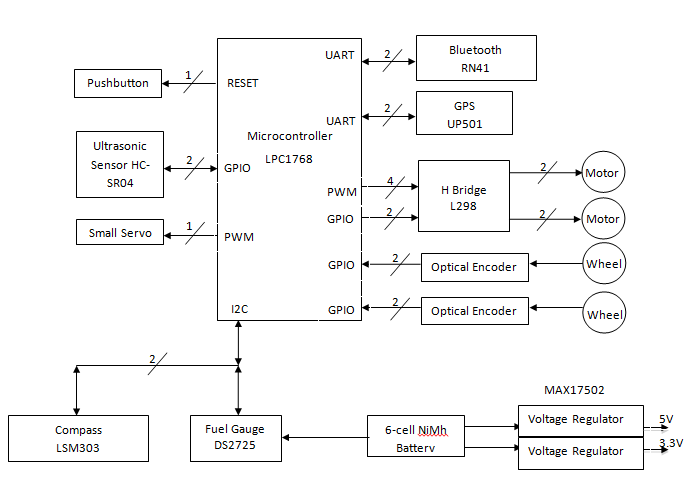 UART
2
Bluetooth
RN41
Pushbutton
1
RESET
UART
2
GPS
UP501
Microcontroller
LPC1768
Ultrasonic
Sensor HC-
SR04
2
GPIO
PWM
4
GPIO
2
H Bridge
L298
2
Motor
2
Motor
Small Servo
1
PWM
GPIO
2
Optical Encoder
Wheel
GPIO
2
Optical Encoder
Wheel
I2C
2
Compass
LSM303
Fuel Gauge
DS2725
6-cell NiMh
Battery
MAX17502
Voltage Regulator
5V
Voltage Regulator
3.3V